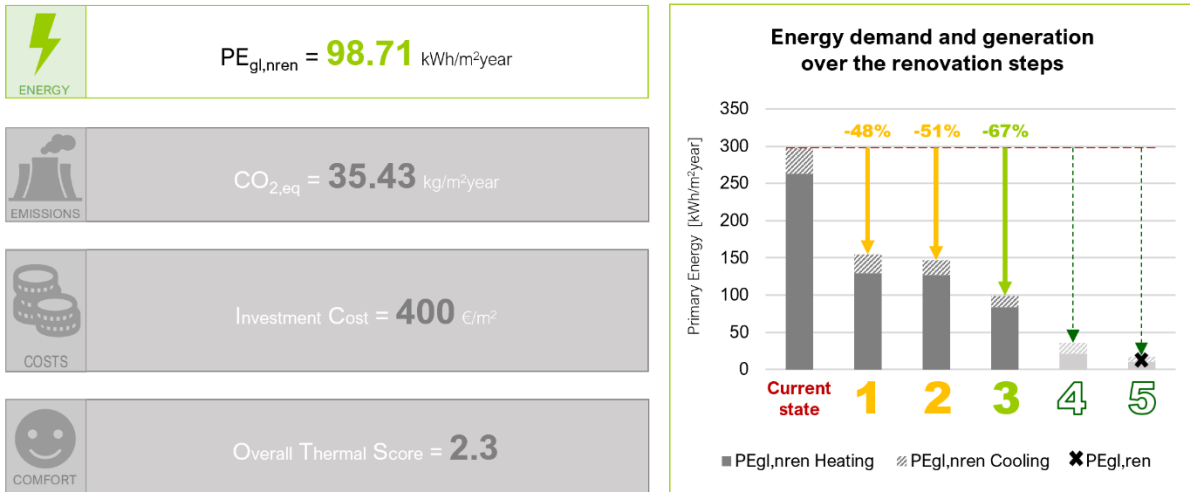 ENERGY
PEgl,nren = 98.71 kWh/m²year
EMISSIONS
CO2,eq = 35.43 kg/m²year
COSTS
Investment Cost = 400 €/m²
COMFORT
Overall Thermal Score = 2.3
Energy demand and generation
over the renovation steps
Primary Energy [kWh/m²year]
350
300
250
200
150
100
50
0
-48% -51% -67%
Current
state
1 2 3 4 5
PEgl,nren Heating PEgl,nren Cooling PEgl,ren